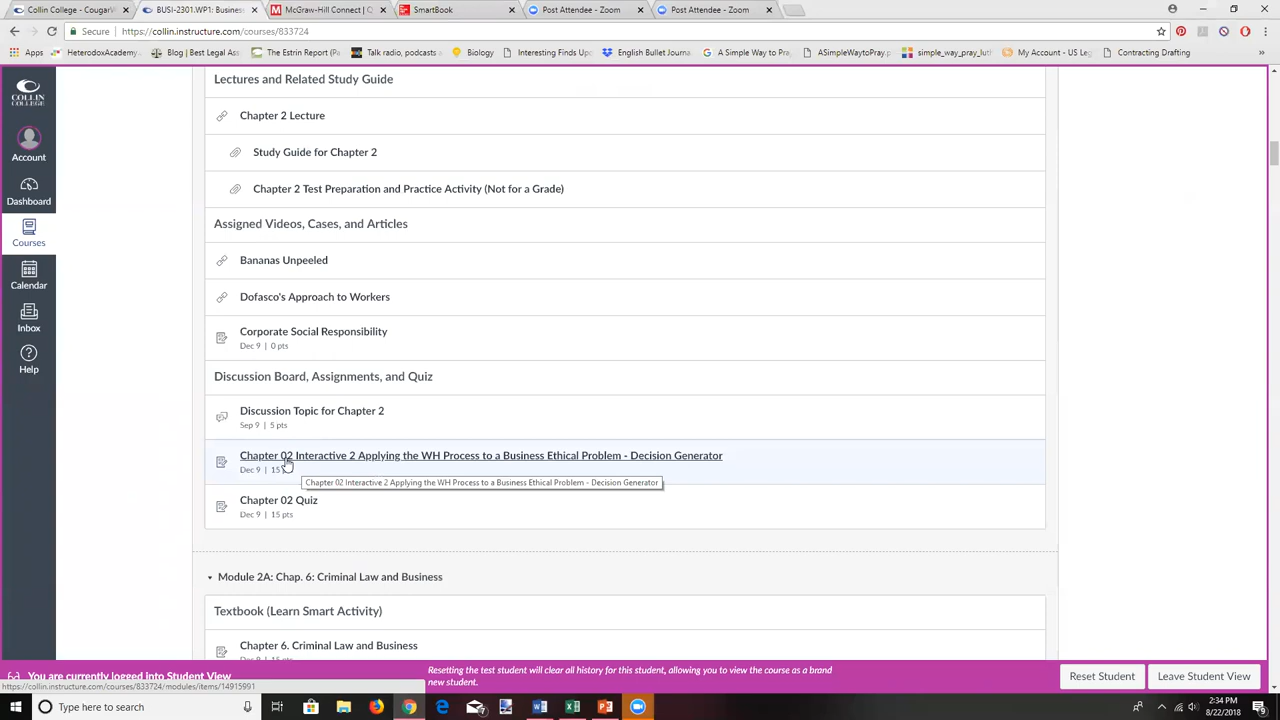 Collin College - CougarW
BUSI-2301.WP1: Business
McGraw-Hill Connect | C
SmartBook
Post Attendee - Zoom
Post Attendee - Zoom
Secure https://collin.instructure.com/courses/833724
Apps
HeterodoxAcademy.
Blog | Best Legal Ass
The Estrin Report (Pa
Talk radio, podcasts a
Biology
Interesting Finds Upd
English Bullet Journa
Simple Way to Pray.
ASimpleWaytoPray.p
simple_way_pray_luth
My Account - US Leg
Contracting Drafting
COLLIN
COLLEGE
Account
Dashboard
Courses
Calendar
Inbox
Help
Lectures and Related Study Guide
Chapter 2 Lecture
Study Guide for Chapter 2
Chapter 2 Test Preparation and Practice Activity (Not for a Grade)
Assigned Videos, Cases, and Articles
Bananas Unpeeled
Dofasco's Approach to Workers
Corporate Social Responsibility
Dec 9 | 0 pts
Discussion Board, Assignments, and Quiz
Discussion Topic for Chapter 2
Sep 9 | 5 pts
Chapter 02 Interactive 2 Applying the WH Process to a Business Ethical Problem - Decision Generator
Dec 9 | 15
Chapter 02 Interactive 2 Applying the WH Process to a Business Ethical Problem - Decision Generator
Chapter 02 Quiz
Dec 9 | 15 pts
Module 2A: Chap. 6: Criminal Law and Business
Textbook (Learn Smart Activity)
Chapter 6. Criminal Law and Business
Dec 9 | 15 pts
You are currently logged into Student View
Resetting the test student will clear all history for this student, allowing you to view the course as a brand
new student.
Reset Student
Leave Student View
https://collin.instructure.com/courses/833724/modules/items/14915991
Type here to search
2:34 PM
8/22/2018